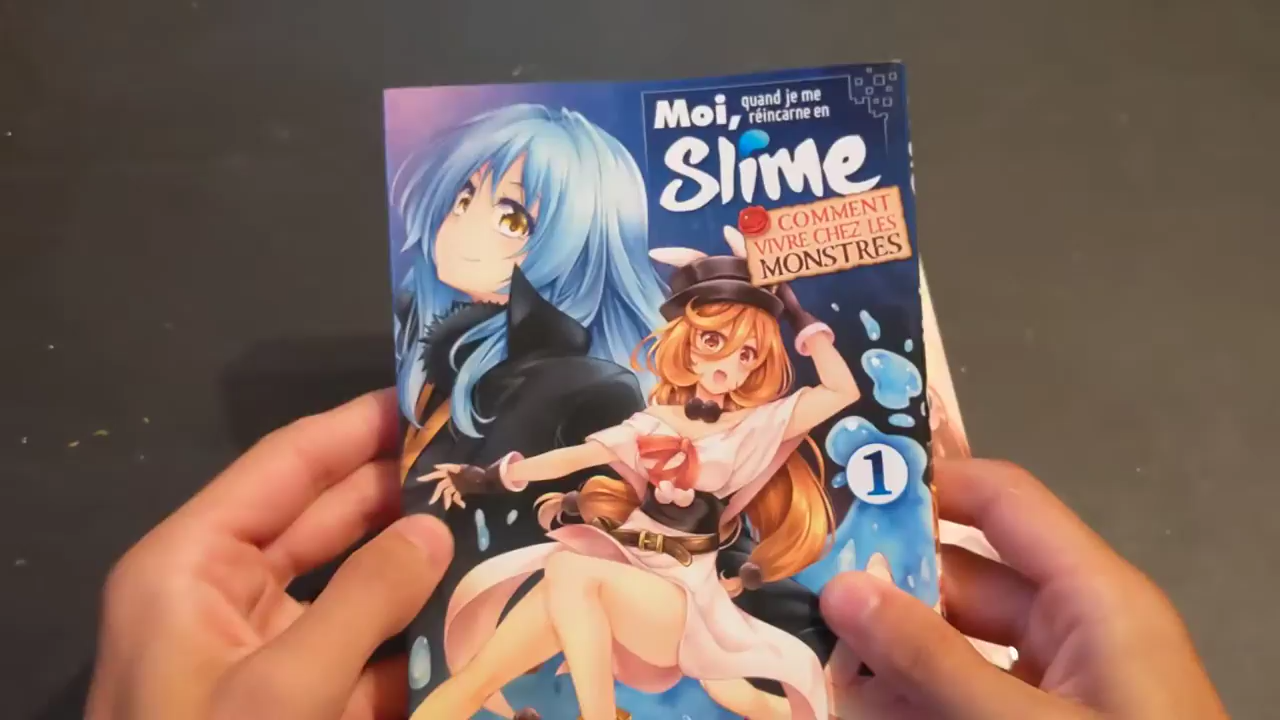 Moi, quand je me
réincarne en
Slime
COMMENT
VIVRE CHEZ LES
MONSTRES
1